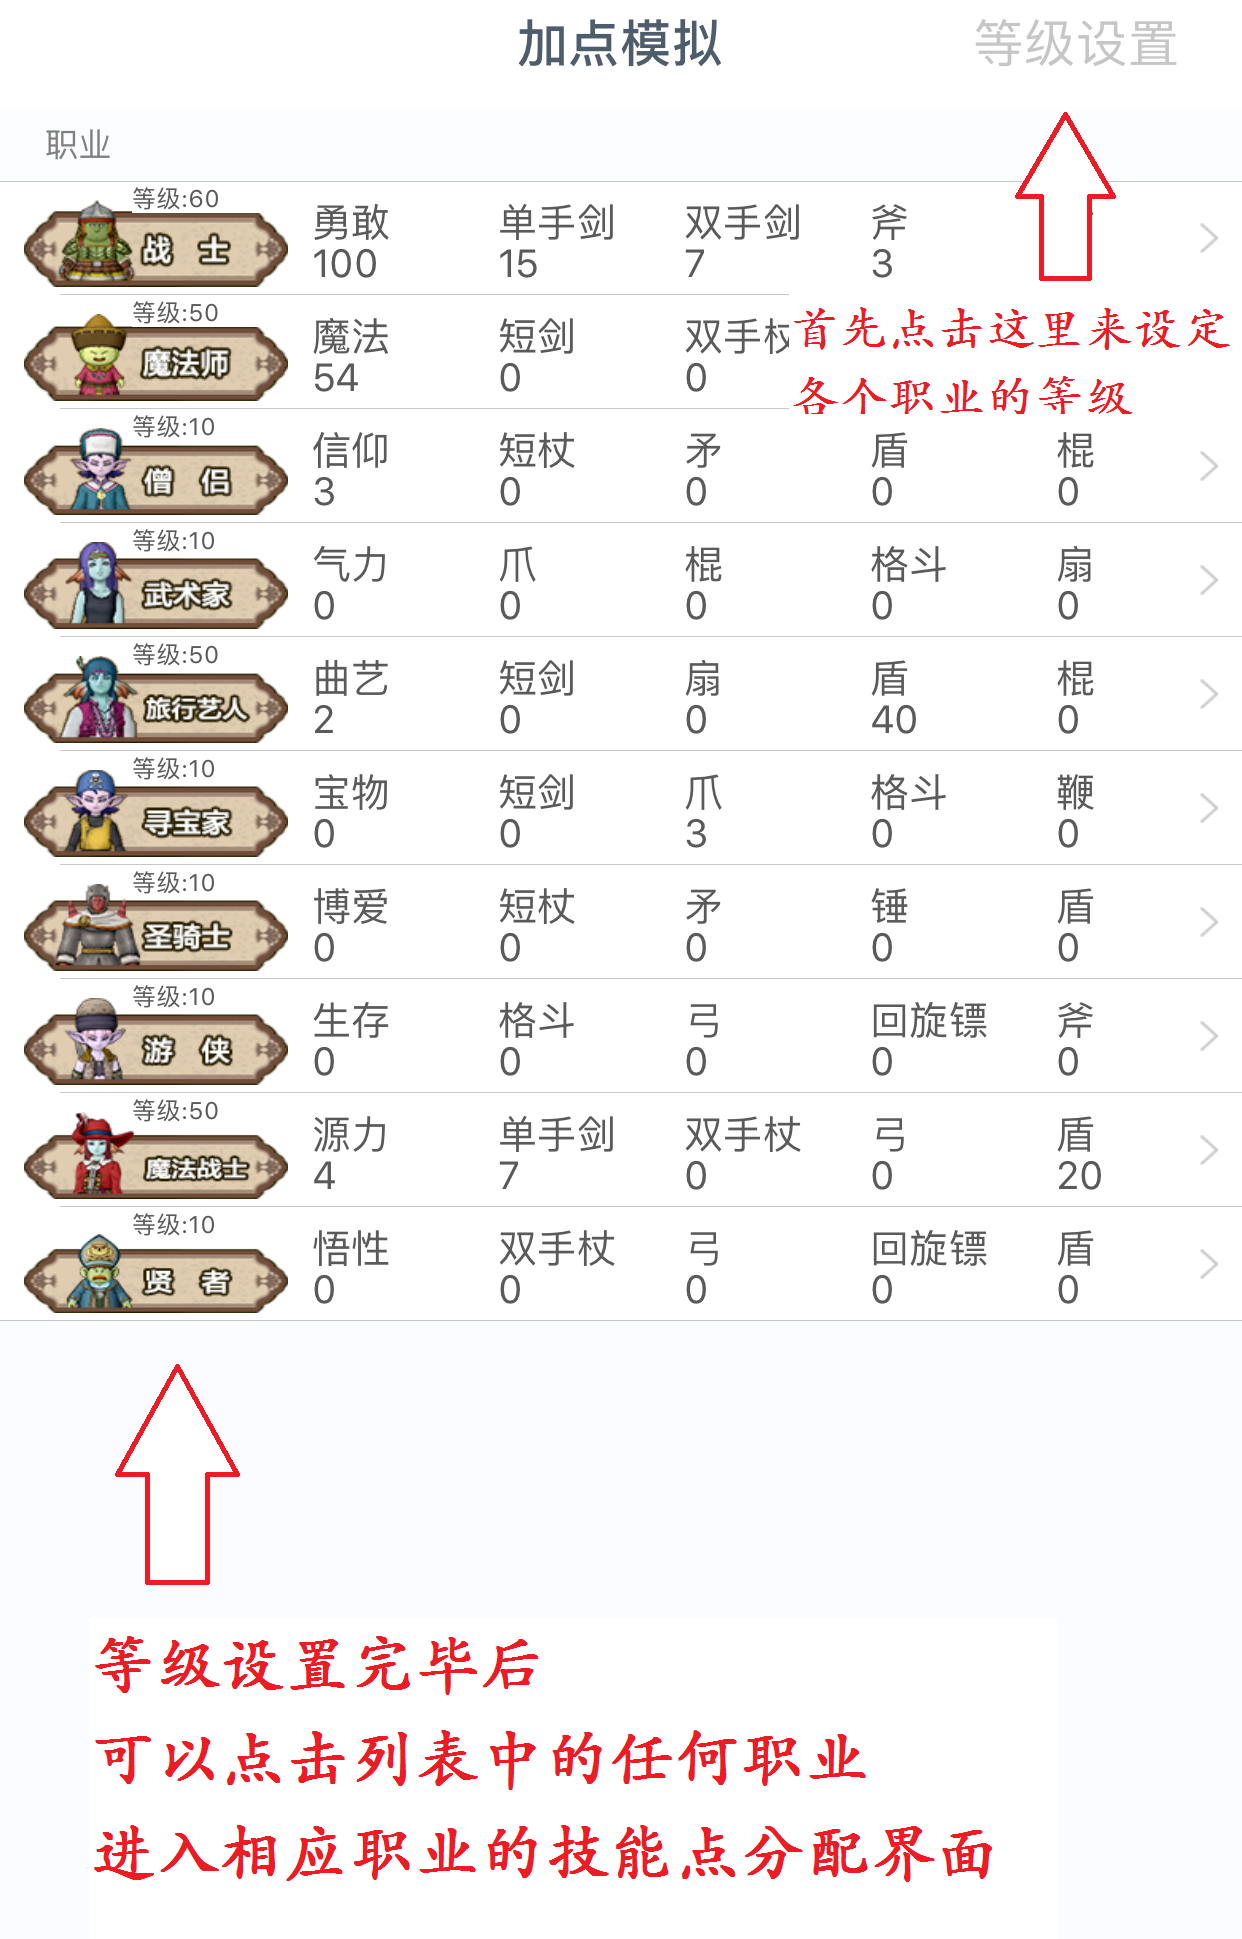 加点模拟
等级设置
职业
等级:60
战士
勇敢 单手剑 双手剑 斧
100 15 7 3
等级:50
魔法师
魔法 短剑 双手杖
54 0 0
首先点击这里来设定
各个职业的等级
等级:10
僧侣
信仰 短杖 矛 盾 棍
3 0 0 0 0
等级:10
武术家
气力 爪 棍 格斗 扇
0 0 0 0 0
等级:50
旅行艺人
曲艺 短剑 扇 盾 棍
2 0 0 40 0
等级:10
寻宝家
宝物 短剑 爪 格斗 鞭
0 0 3 0 0
等级:10
圣骑士
博爱 短杖 矛 锤 盾
0 0 0 0 0
等级:10
游侠
生存 格斗 弓 回旋镖 斧
0 0 0 0 0
等级:50
魔法战士
源力 单手剑 双手杖 弓 盾
4 7 0 0 20
等级:10
贤者
悟性 双手杖 弓 回旋镖 盾
0 0 0 0 0
等级设置完毕后
可以点击列表中的任何职业
进入相应职业的技能点分配界面